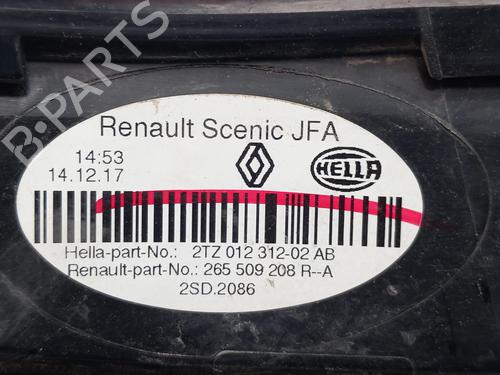 B-PARTS
Renault Scenic JFA
14:53
14.12.17
HELLA
Hella-part-No.: 2TZ 012 312-02 AB
Renault-part-No.: 265 509 208 R--A
2SD.2086